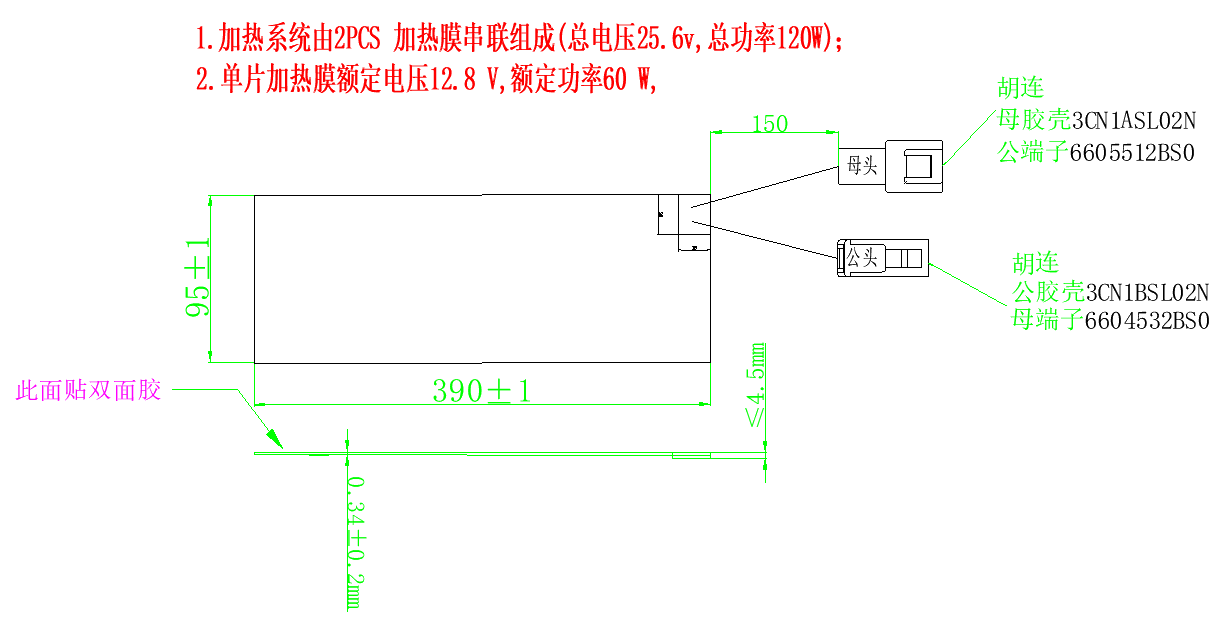 1.加热系统由2PCS 加热膜串联组成(总电压25.6v,总功率120W);
2.单片加热膜额定电压12.8 V,额定功率60 W,
胡连
母胶壳3CN1ASL02N
公端子6605512BS0
150
母头
公头
胡连
公胶壳3CN1BSL02N
母端子6604532BS0
95±1
390±1
≤4.5mm
此面贴双面胶
0.34±0.2mm